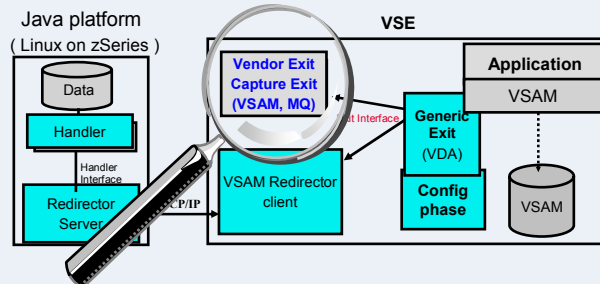 Java platform
( Linux on zSeries )
Data
Handler
Handler
Interface
Redirector
Server
CP/IP
VSE
Vendor Exit
Capture Exit
(VSAM, MQ)
Interface
VSAM Redirector
client
Generic
Exit
(VDA)
Config
phase
Application
VSAM
VSAM